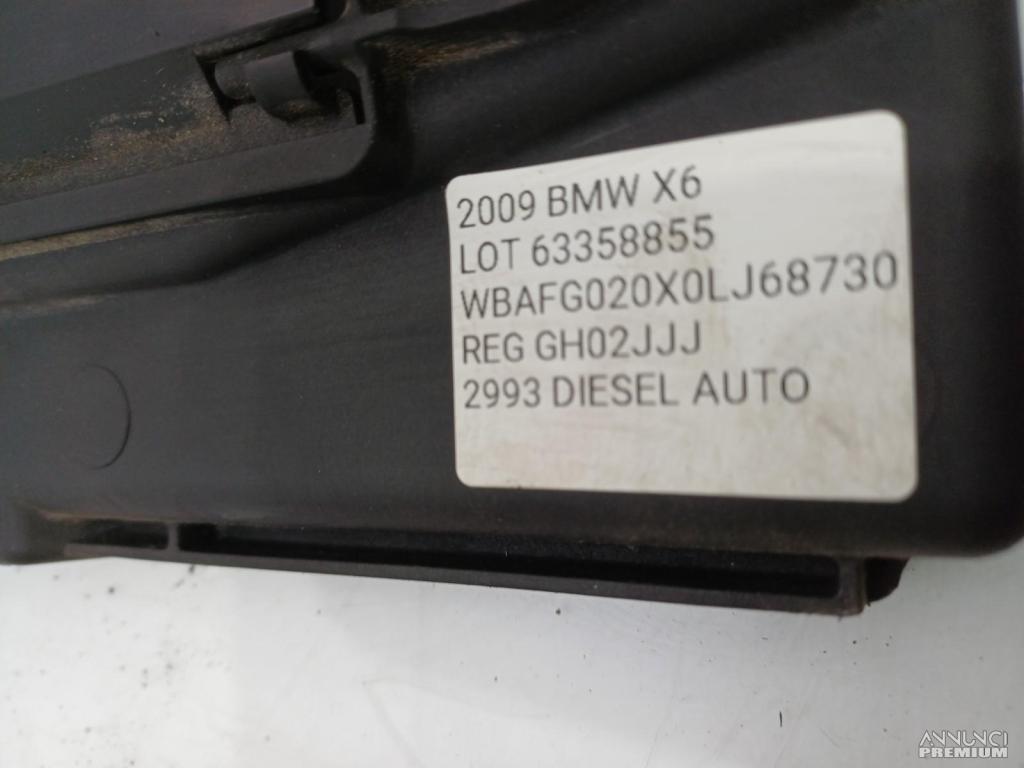 2009 BMW X6
LOT 63358855
WBAFG020X0LJ68730
REG GH02JJJ
2993 DIESEL AUTO
ANNUNCI
PREMIUM